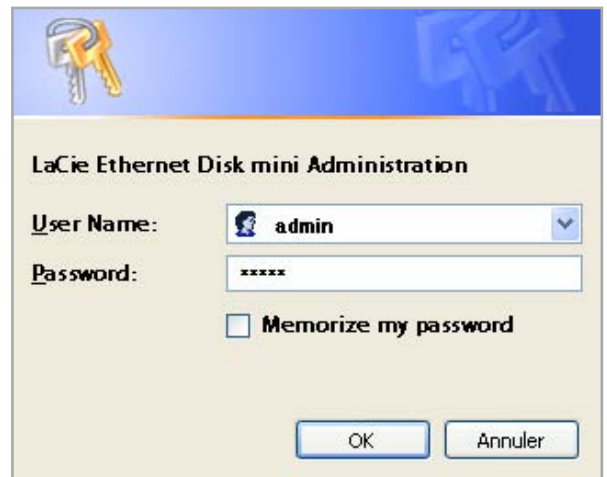 LaCie Ethernet Disk mini Administration
User Name: admin
Password: *****
Memorize my password
OK Annuler